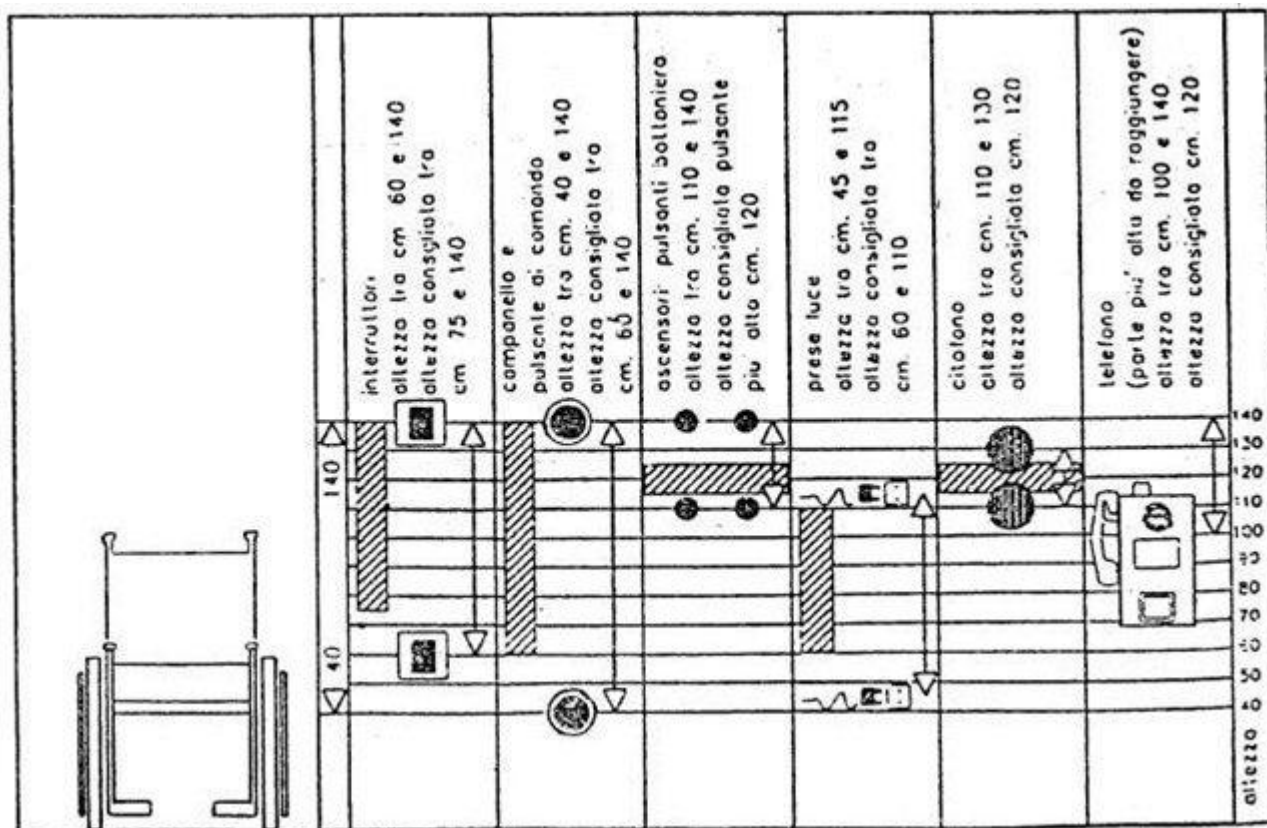 interruttori
altezza tra cm 60 e 140
altezza consigliata tra
cm 75 e 140
campanello e
pulsante di comando
altezza tra cm. 40 e 140
altezza consigliata tra
cm. 60 e 140
ascensori pulsanti bottoniera
altezza tra cm. 110 e 140
altezza consigliata pulsante
piu' alto cm. 120
prese luce
altezza tra cm. 45 e 115
altezza consigliata tra
cm. 60 e 110
citofono
altezza tra cm. 110 e 130
altezza consigliata cm. 120
telefono
(parte piu' alta da raggiungere)
altezza tra cm. 100 e 140
altezza consigliata cm. 120
140
40
140
130
120
110
100
90
80
70
60
50
40
altezza